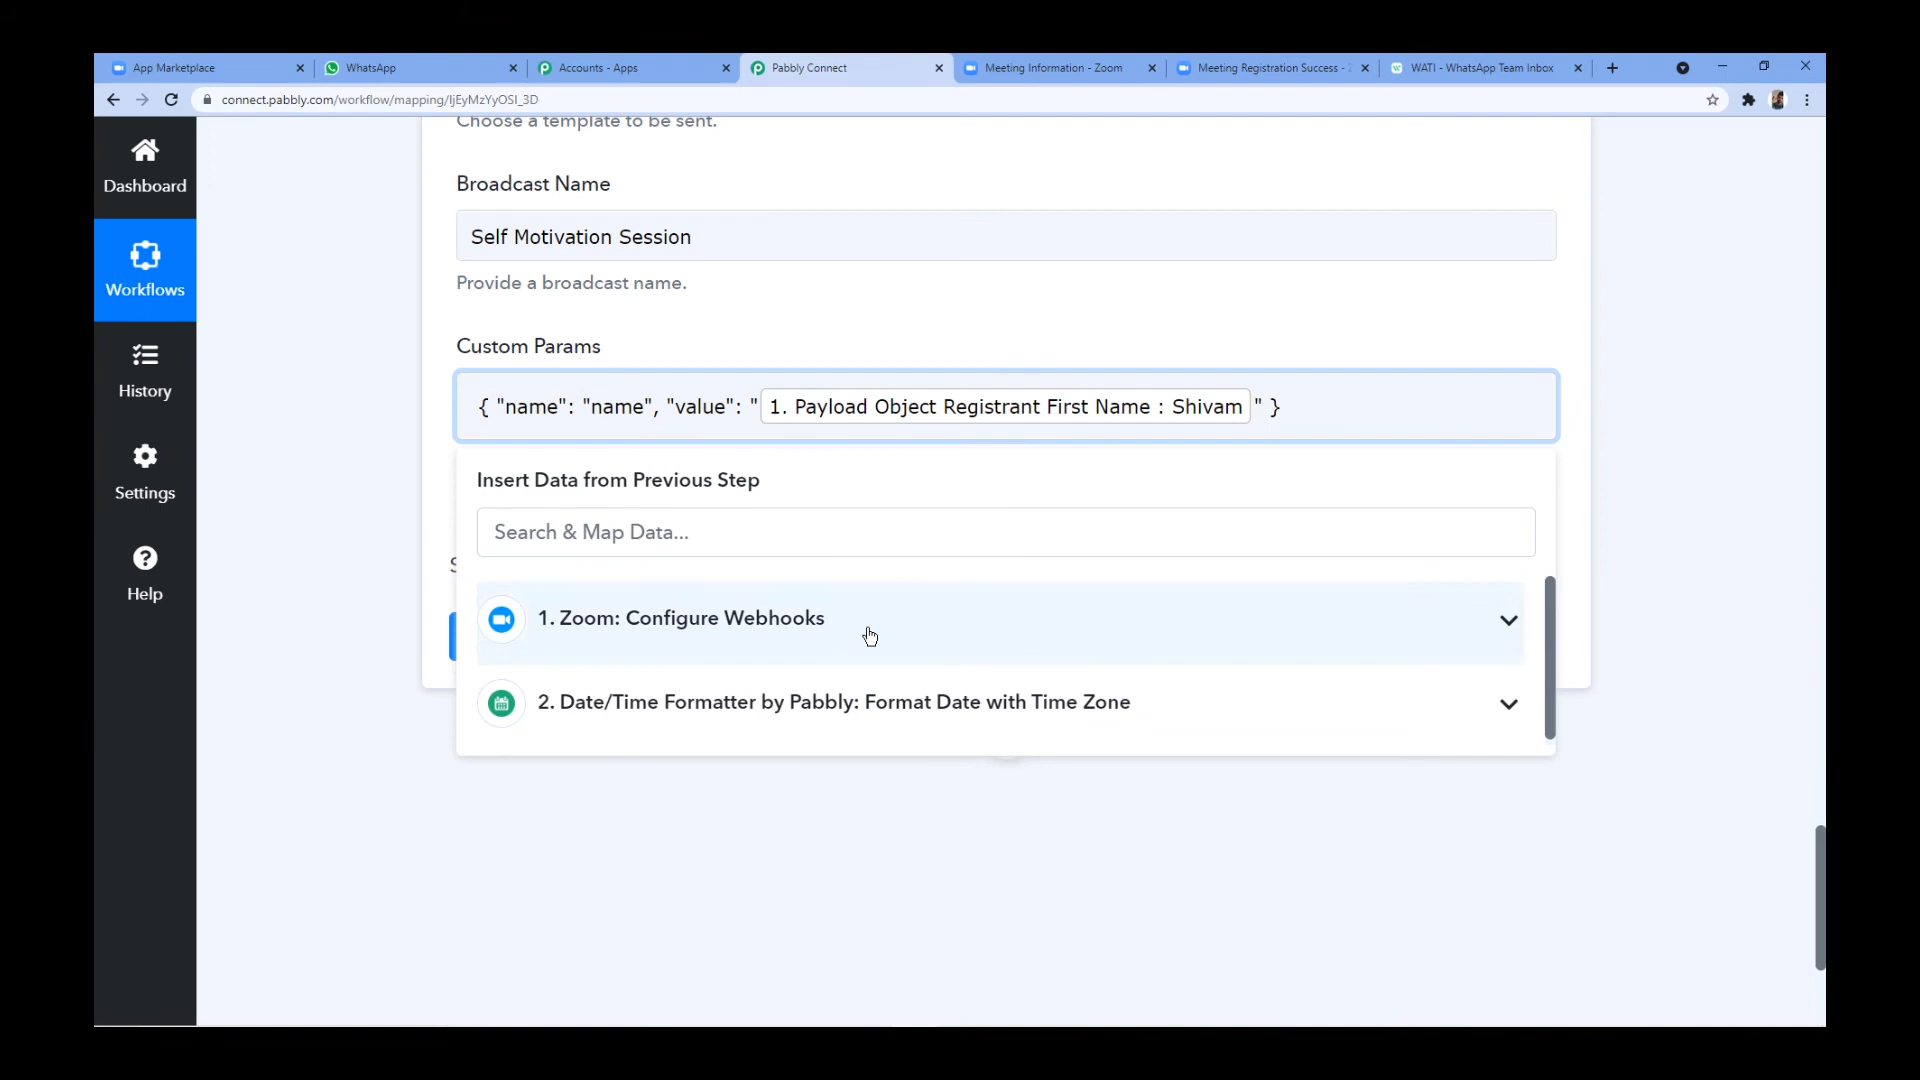 App Marketplace
WhatsApp
Accounts - Apps
Pabbly Connect
Meeting Information - Zoom
Meeting Registration Success -
WATI - WhatsApp Team Inbox
connect.pabbly.com/workflow/mapping/IjEyMzYyOSI_3D
Dashboard
Workflows
History
Settings
Help
Choose a template to be sent.
Broadcast Name
Self Motivation Session
Provide a broadcast name.
Custom Params
{ "name": "name", "value": " 1. Payload Object Registrant First Name : Shivam " }
Insert Data from Previous Step
Search & Map Data...
1. Zoom: Configure Webhooks
2. Date/Time Formatter by Pabbly: Format Date with Time Zone